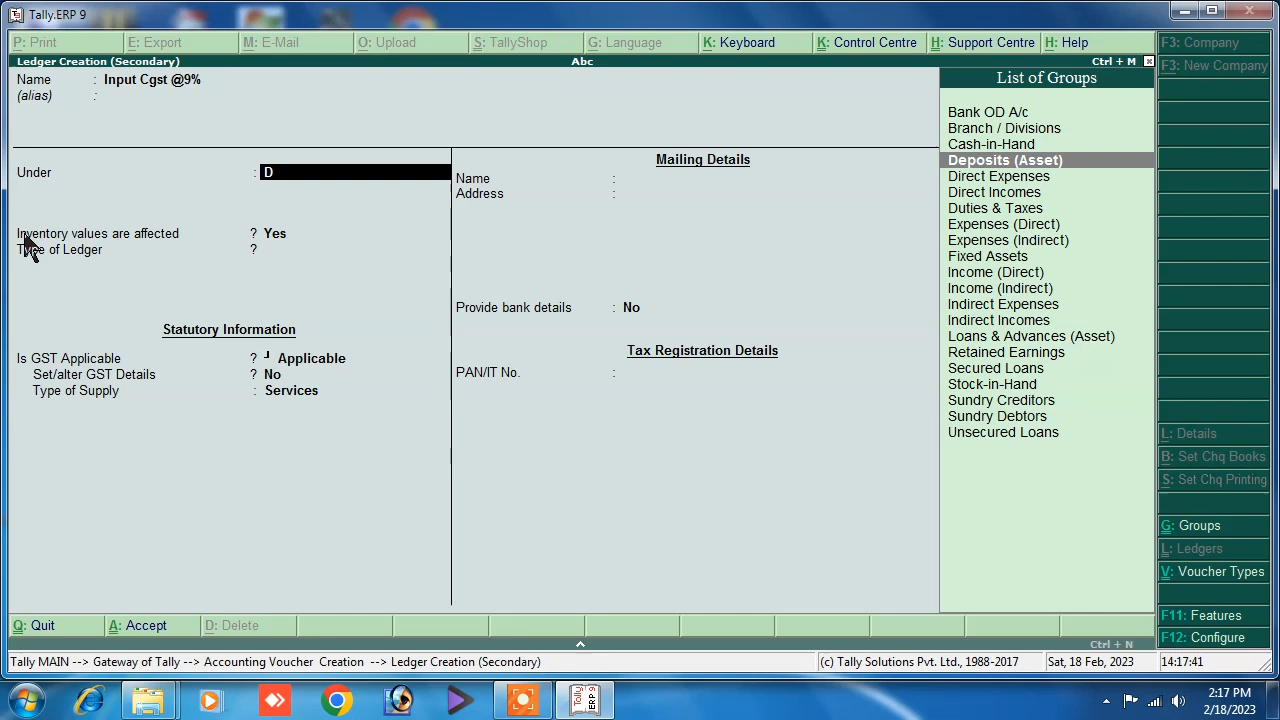 Tally.ERP 9
P: Print
E: Export
M: E-Mail
O: Upload
S: TallyShop
G: Language
K: Keyboard
K: Control Centre
H: Support Centre
H: Help
Ledger Creation (Secondary)
Abc
Ctrl + M
Name : Input Cgst @9%
(alias) :
Under : D
Inventory values are affected ? Yes
Type of Ledger ?
Statutory Information
Is GST Applicable ? Applicable
Set/alter GST Details ? No
Type of Supply : Services
Mailing Details
Name :
Address :
Provide bank details : No
Tax Registration Details
PAN/IT No. :
List of Groups
Bank OD A/c
Branch / Divisions
Cash-in-Hand
Deposits (Asset)
Direct Expenses
Direct Incomes
Duties & Taxes
Expenses (Direct)
Expenses (Indirect)
Fixed Assets
Income (Direct)
Income (Indirect)
Indirect Expenses
Indirect Incomes
Loans & Advances (Asset)
Retained Earnings
Secured Loans
Stock-in-Hand
Sundry Creditors
Sundry Debtors
Unsecured Loans
F3: Company
F3: New Company
L: Details
B: Set Chq Books
S: Set Chq Printing
G: Groups
L: Ledgers
V: Voucher Types
F11: Features
F12: Configure
Q: Quit
A: Accept
D: Delete
Ctrl + N
Tally MAIN --> Gateway of Tally --> Accounting Voucher Creation --> Ledger Creation (Secondary)
(c) Tally Solutions Pvt. Ltd., 1988-2017
Sat, 18 Feb, 2023
14:17:41
2:17 PM
2/18/2023